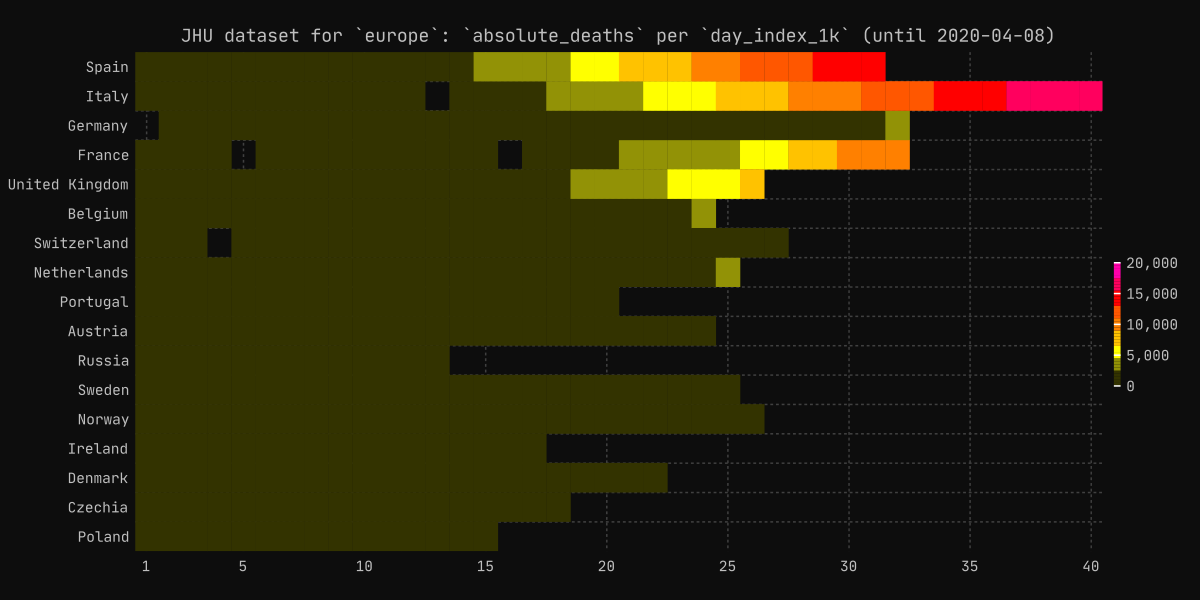 JHU dataset for `europe`: `absolute_deaths` per `day_index_1k` (until 2020-04-08)
Spain
Italy
Germany
France
United Kingdom
Belgium
Switzerland
Netherlands
Portugal
Austria
Russia
Sweden
Norway
Ireland
Denmark
Czechia
Poland
1 5 10 15 20 25 30 35 40
20,000
15,000
10,000
5,000
0